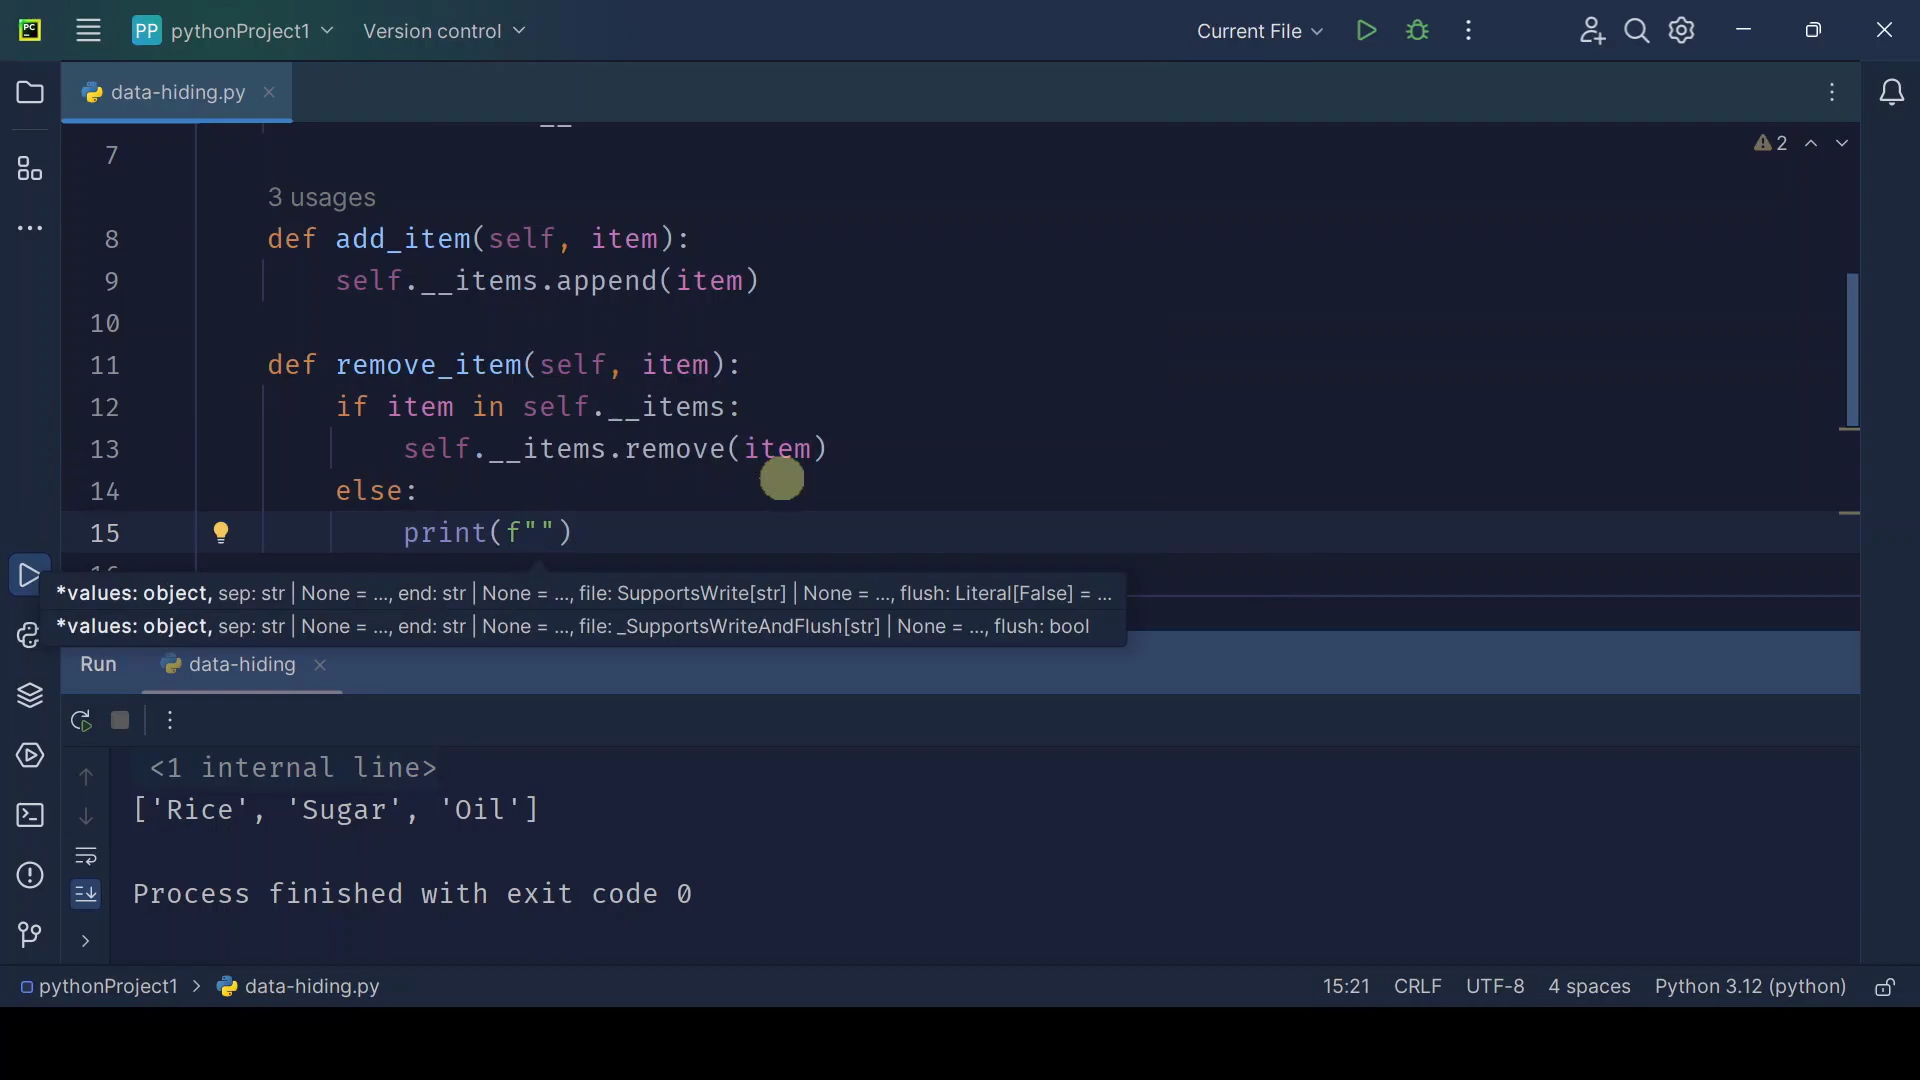 PC
PP pythonProject1 Version control Current File
data-hiding.py
7
2
3 usages
8 def add_item(self, item):
9 self.__items.append(item)
10
11 def remove_item(self, item):
12 if item in self.__items:
13 self.__items.remove(item)
14 else:
15 print(f"")
*values: object, sep: str | None = ..., end: str | None = ..., file: SupportsWrite[str] | None = ..., flush: Literal[False] = ...
*values: object, sep: str | None = ..., end: str | None = ..., file: _SupportsWriteAndFlush[str] | None = ..., flush: bool
Run data-hiding
<1 internal line>
['Rice', 'Sugar', 'Oil']
Process finished with exit code 0
pythonProject1 > data-hiding.py 15:21 CRLF UTF-8 4 spaces Python 3.12 (python)